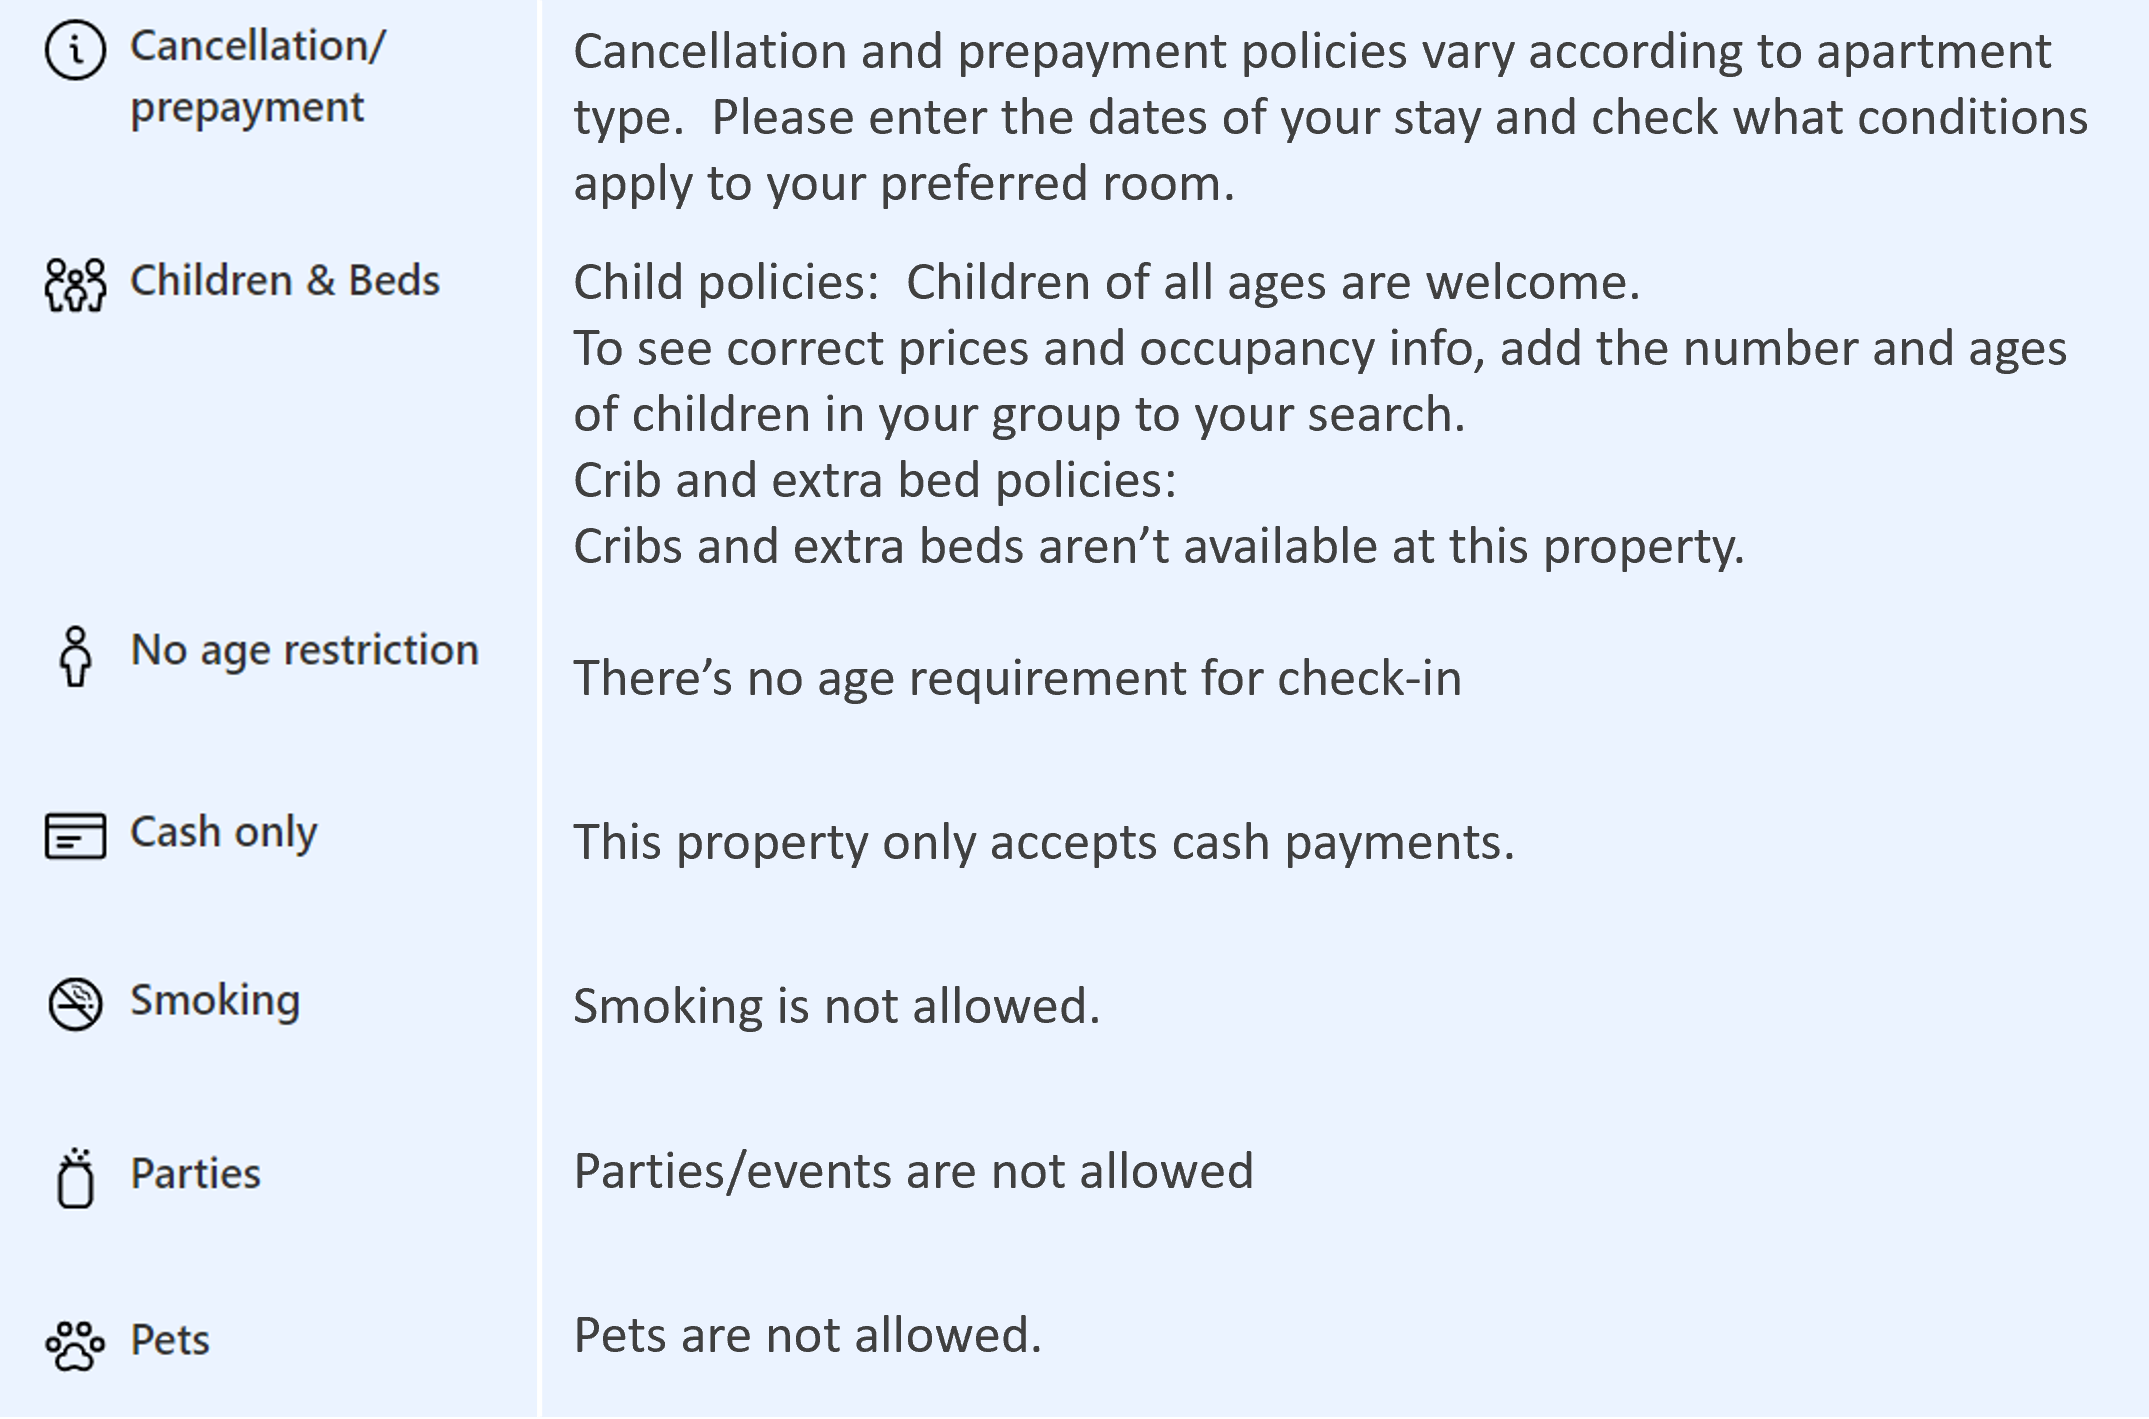 Cancellation/
prepayment
Cancellation and prepayment policies vary according to apartment
type.  Please enter the dates of your stay and check what conditions
apply to your preferred room.
Children & Beds
Child policies:  Children of all ages are welcome.
To see correct prices and occupancy info, add the number and ages
of children in your group to your search.
Crib and extra bed policies:
Cribs and extra beds aren’t available at this property.
No age restriction
There’s no age requirement for check-in
Cash only
This property only accepts cash payments.
Smoking
Smoking is not allowed.
Parties
Parties/events are not allowed
Pets
Pets are not allowed.